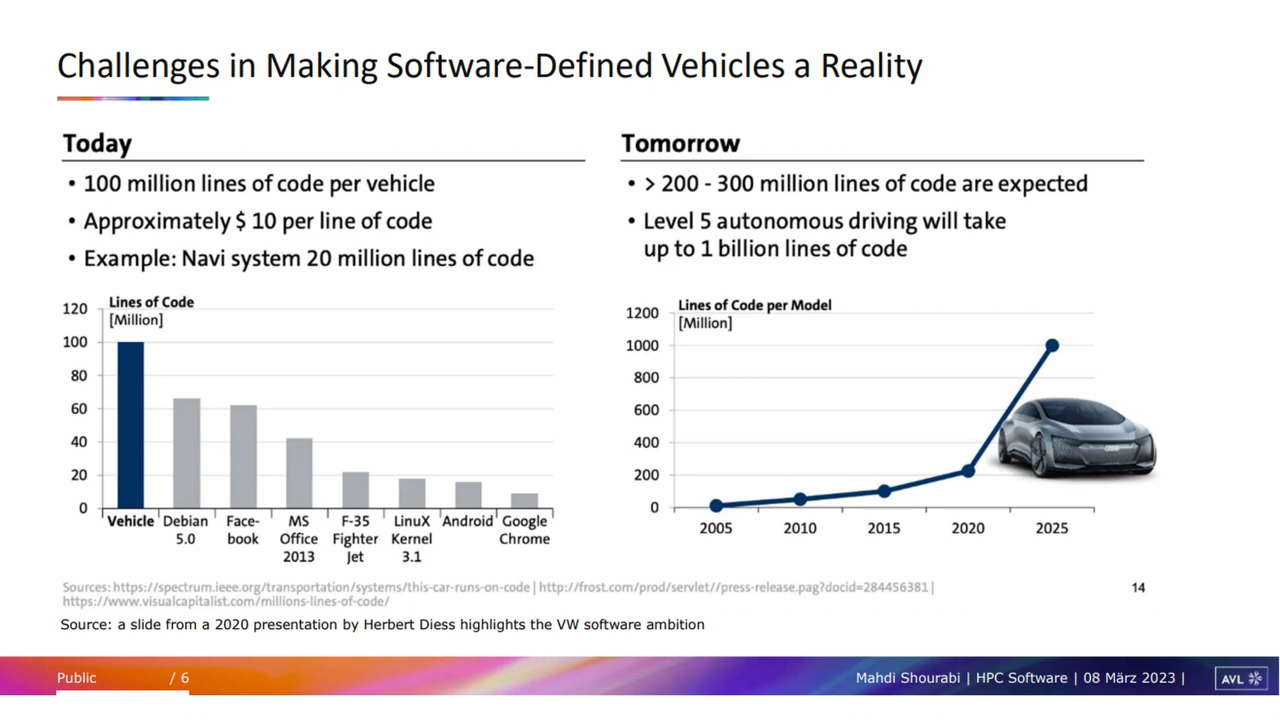 Challenges in Making Software-Defined Vehicles a Reality
Today
• 100 million lines of code per vehicle
• Approximately $ 10 per line of code
• Example: Navi system 20 million lines of code
Lines of Code
[Million]
120
100
80
60
40
20
0
Vehicle
Debian
5.0
Face-
book
MS
Office
2013
F-35
Fighter
Jet
LinuX
Kernel
3.1
Android
Google
Chrome
Tomorrow
• > 200 - 300 million lines of code are expected
• Level 5 autonomous driving will take
up to 1 billion lines of code
Lines of Code per Model
[Million]
1200
1000
800
600
400
200
0
2005
2010
2015
2020
2025
Sources: https://spectrum.ieee.org/transportation/systems/this-car-runs-on-code | http://frost.com/prod/servlet//press-release.pag?docid=284456381 |
https://www.visualcapitalist.com/millions-lines-of-code/
14
Source: a slide from a 2020 presentation by Herbert Diess highlights the VW software ambition
Public / 6
Mahdi Shourabi | HPC Software | 08 März 2023 |
AVL